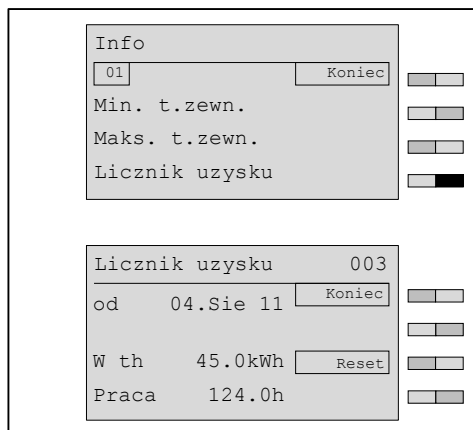 Info
01 Koniec
Min. t.zewn.
Maks. t.zewn.
Licznik uzysku
Licznik uzysku 003
od 04.Sie 11 Koniec
W th 45.0kWh Reset
Praca 124.0h